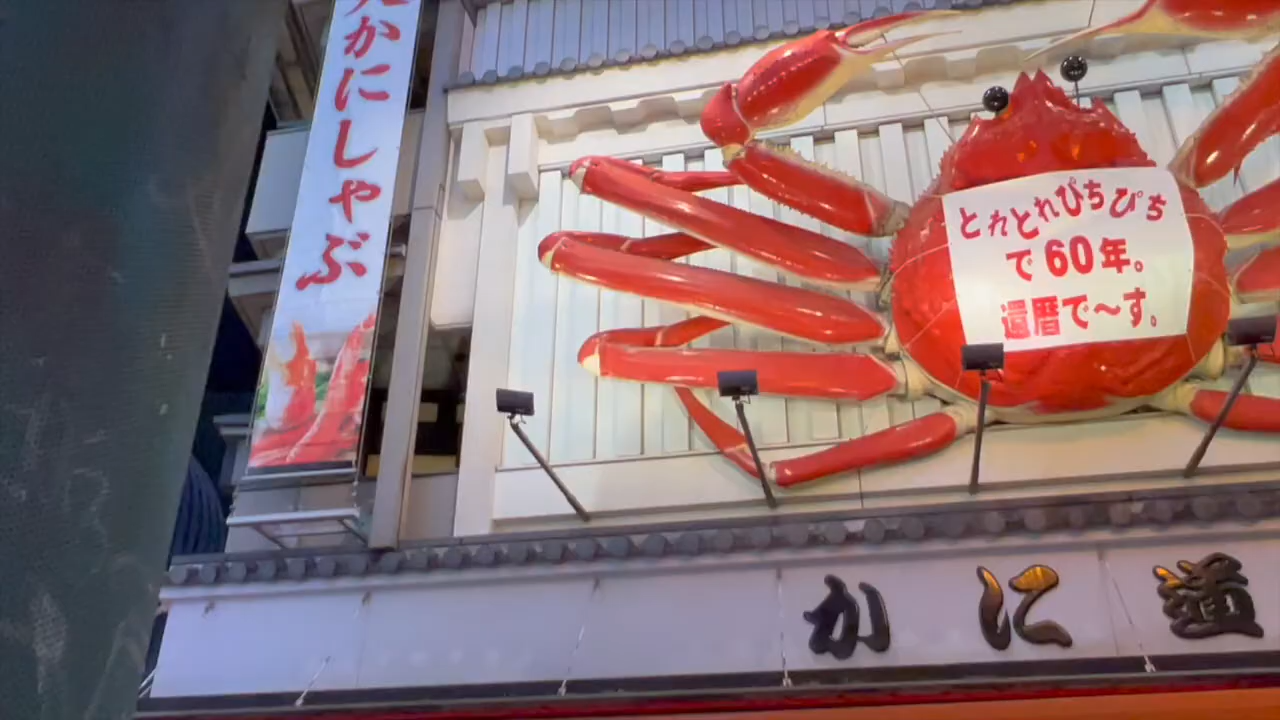 かにしゃぶ
とれとれぴちぴち
で60年。
還暦で〜す。
かに道